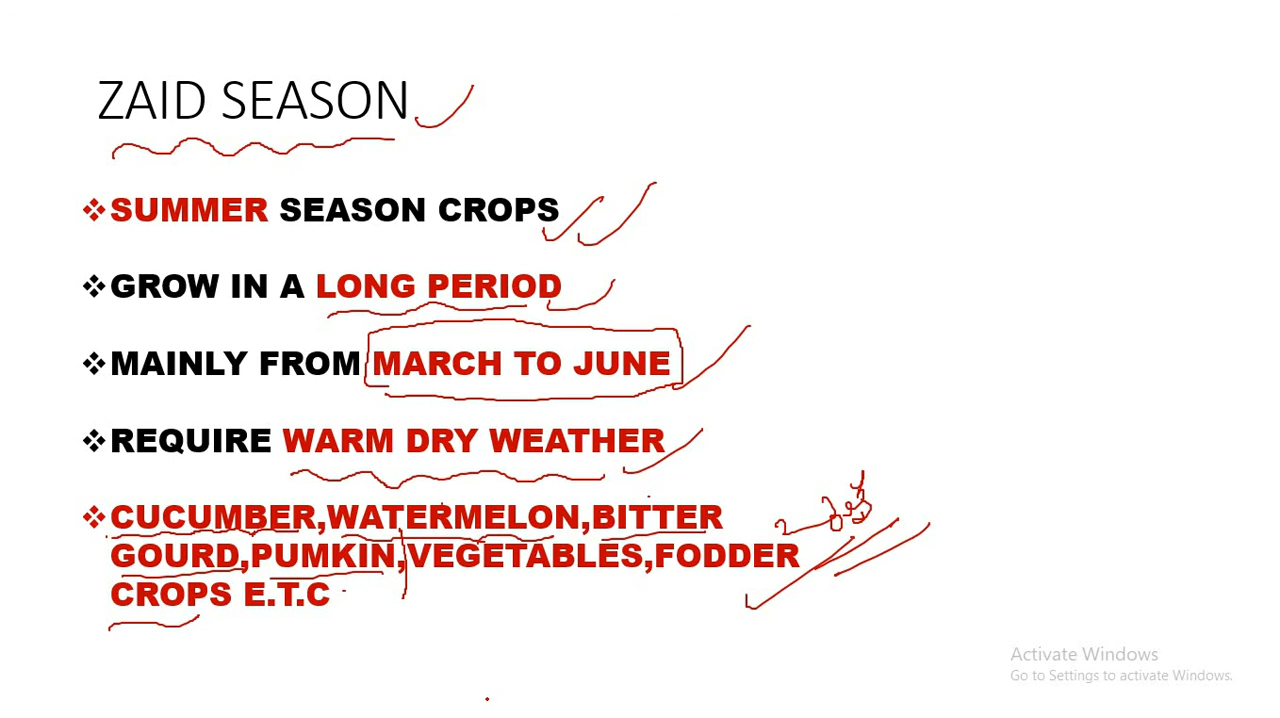 ZAID SEASON
❖SUMMER SEASON CROPS
❖GROW IN A LONG PERIOD
❖MAINLY FROM MARCH TO JUNE
❖REQUIRE WARM DRY WEATHER
❖CUCUMBER,WATERMELON,BITTER
GOURD,PUMKIN,VEGETABLES,FODDER
CROPS E.T.C
Activate Windows
Go to Settings to activate Windows.